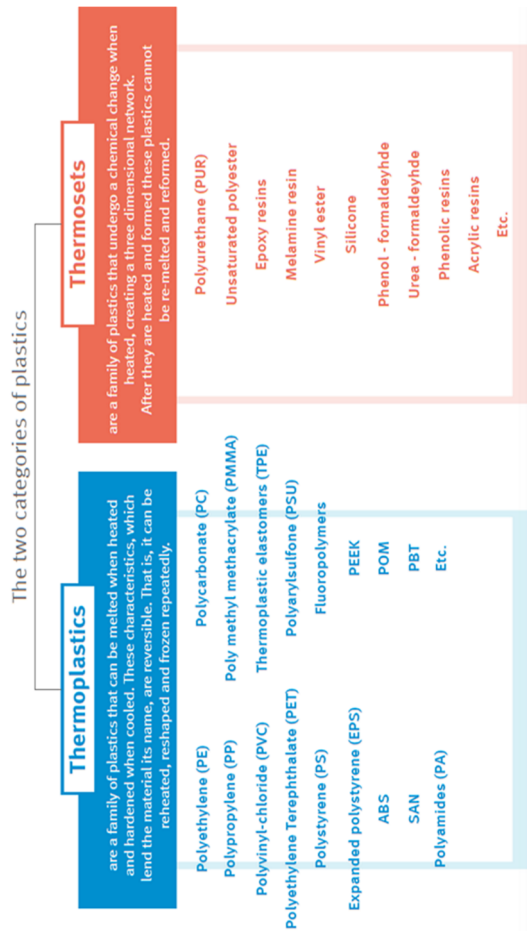 The two categories of plastics
Thermoplastics
are a family of plastics that can be melted when heated
and hardened when cooled. These characteristics, which
lend the material its name, are reversible. That is, it can be
reheated, reshaped and frozen repeatedly.
Polyethylene (PE)
Polypropylene (PP)
Polyvinyl-chloride (PVC)
Polyethylene Terephthalate (PET)
Polystyrene (PS)
Expanded polystyrene (EPS)
ABS
SAN
Polyamides (PA)
Polycarbonate (PC)
Poly methyl methacrylate (PMMA)
Thermoplastic elastomers (TPE)
Polyarylsulfone (PSU)
Fluoropolymers
PEEK
POM
PBT
Etc.
Thermosets
are a family of plastics that undergo a chemical change when
heated, creating a three dimensional network.
After they are heated and formed these plastics cannot
be re-melted and reformed.
Polyurethane (PUR)
Unsaturated polyester
Epoxy resins
Melamine resin
Vinyl ester
Silicone
Phenol - formaldeyhde
Urea - formaldeyhde
Phenolic resins
Acrylic resins
Etc.